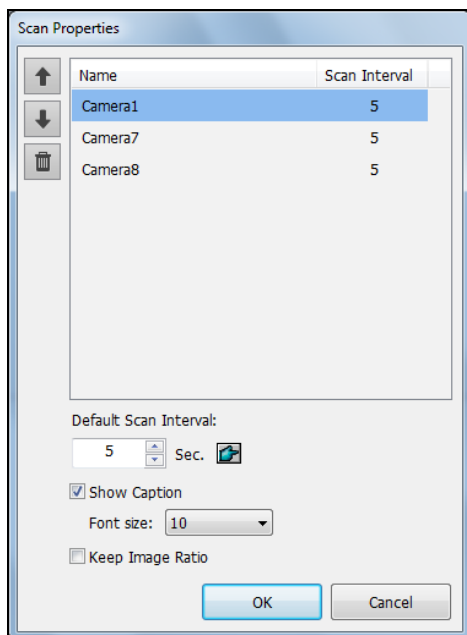 Scan Properties
Name Scan Interval
Camera1 5
Camera7 5
Camera8 5
Default Scan Interval:
5 Sec.
Show Caption
Font size: 10
Keep Image Ratio
OK Cancel